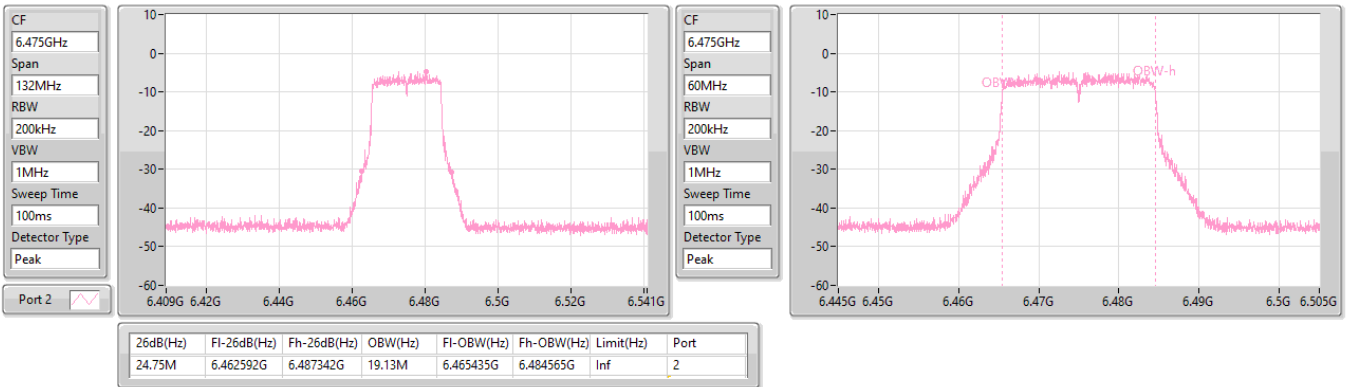 CF
6.475GHz
Span
132MHz
RBW
200kHz
VBW
1MHz
Sweep Time
100ms
Detector Type
Peak
Port 2
10
0
-10
-20
-30
-40
-50
-60
6.409G 6.42G 6.44G 6.46G 6.48G 6.5G 6.52G 6.541G
CF
6.475GHz
Span
60MHz
RBW
200kHz
VBW
1MHz
Sweep Time
100ms
Detector Type
Peak
10
0
-10
-20
-30
-40
-50
-60
OBW-h
6.445G 6.45G 6.46G 6.47G 6.48G 6.49G 6.5G 6.505G
26dB(Hz) Fl-26dB(Hz) Fh-26dB(Hz) OBW(Hz) Fl-OBW(Hz) Fh-OBW(Hz) Limit(Hz) Port
24.75M 6.462592G 6.487342G 19.13M 6.465435G 6.484565G Inf 2